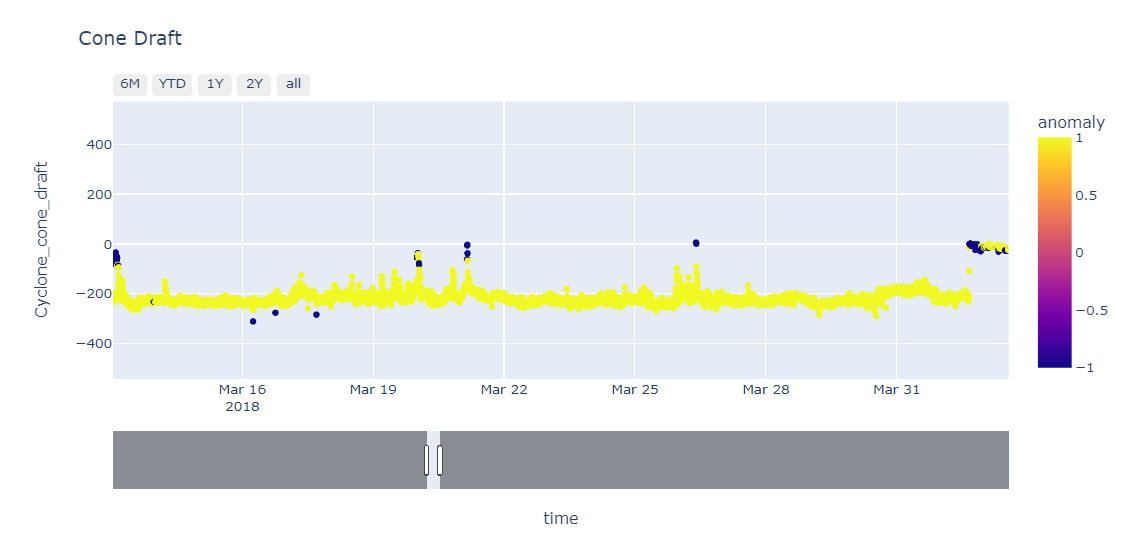 Cone Draft
6M YTD 1Y 2Y all
anomaly
Cyclone_cone_draft
400
200
0
−200
−400
1
0.5
0
−0.5
−1
Mar 16 Mar 19 Mar 22 Mar 25 Mar 28 Mar 31
2018
time